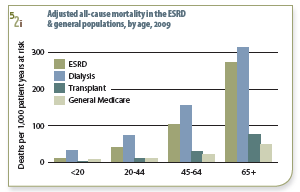 5
2i
Adjusted all-cause mortality in the ESRD
& general populations, by age, 2009
Deaths per 1,000 patient years at risk
300
200
100
0
ESRD
Dialysis
Transplant
General Medicare
<20
20-44
45-64
65+